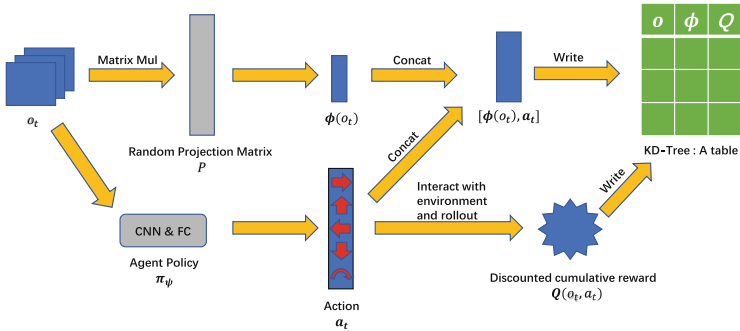 Matrix Mul
Concat
Write
o ϕ Q
o_t
ϕ(o_t)
[ϕ(o_t), a_t]
Random Projection Matrix
P
KD-Tree : A table
Concat
Write
Interact with
environment
and rollout
CNN & FC
Agent Policy
π_ψ
Action
a_t
Discounted cumulative reward
Q(o_t, a_t)